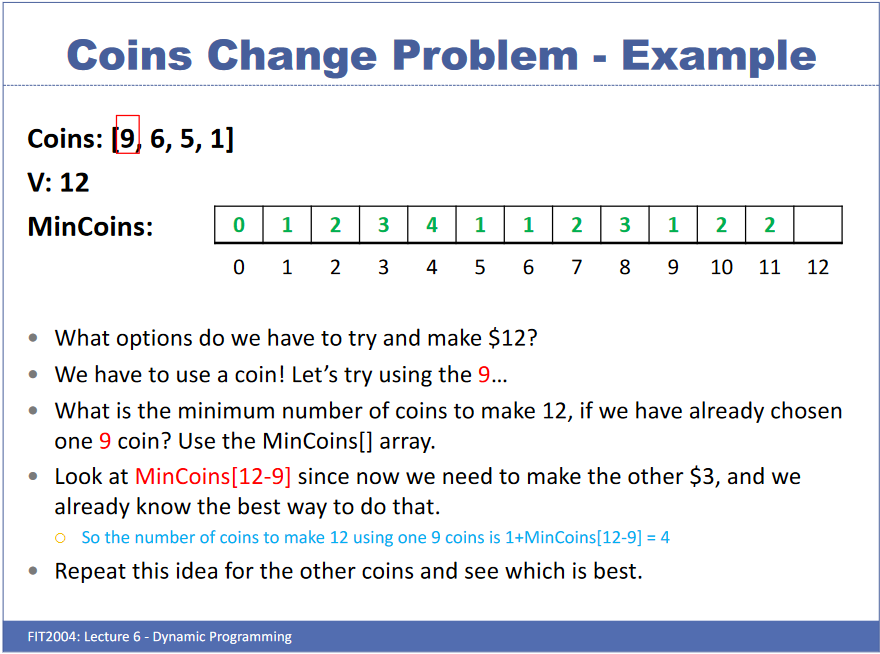 Coins Change Problem - Example
Coins: [9, 6, 5, 1]
V: 12
MinCoins: 0 1 2 3 4 1 1 2 3 1 2 2
0 1 2 3 4 5 6 7 8 9 10 11 12
• What options do we have to try and make $12?
• We have to use a coin! Let’s try using the 9…
• What is the minimum number of coins to make 12, if we have already chosen
one 9 coin? Use the MinCoins[] array.
• Look at MinCoins[12-9] since now we need to make the other $3, and we
already know the best way to do that.
○ So the number of coins to make 12 using one 9 coins is 1+MinCoins[12-9] = 4
• Repeat this idea for the other coins and see which is best.
FIT2004: Lecture 6 - Dynamic Programming